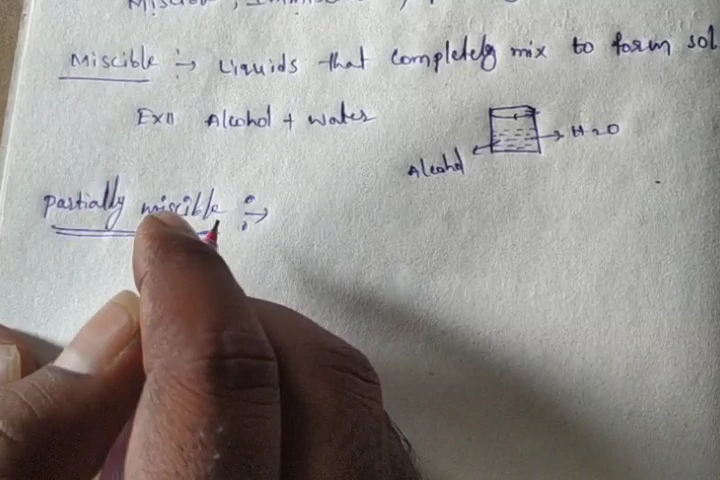 Miscible :→ Liquids that completely mix to form sol
Ex:| Alcohol + water
Alcohol
H2O
partially miscible :→